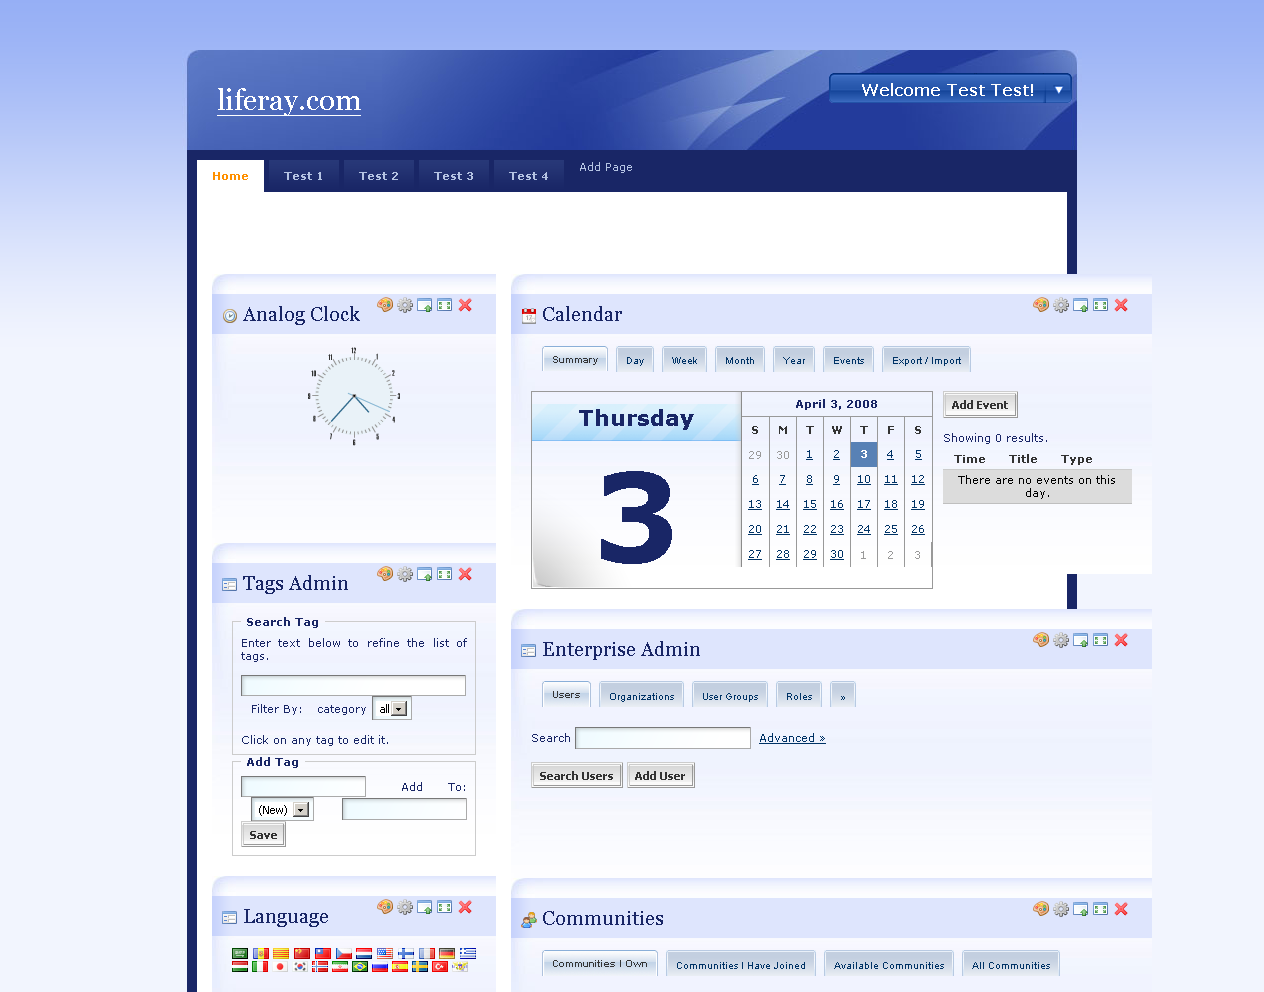 liferay.com
Welcome Test Test!
Home Test 1 Test 2 Test 3 Test 4 Add Page
Analog Clock
Calendar
Summary Day Week Month Year Events Export / Import
Thursday
3
April 3, 2008
S M T W T F S
29 30 1 2 3 4 5
6 7 8 9 10 11 12
13 14 15 16 17 18 19
20 21 22 23 24 25 26
27 28 29 30 1 2 3
Add Event
Showing 0 results.
Time Title Type
There are no events on this
day.
Tags Admin
Search Tag
Enter text below to refine the list of
tags.
Filter By: category all
Click on any tag to edit it.
Add Tag
Add To:
(New)
Save
Enterprise Admin
Users Organizations User Groups Roles »
Search Advanced »
Search Users Add User
Language
Communities
Communities I Own Communities I Have Joined Available Communities All Communities